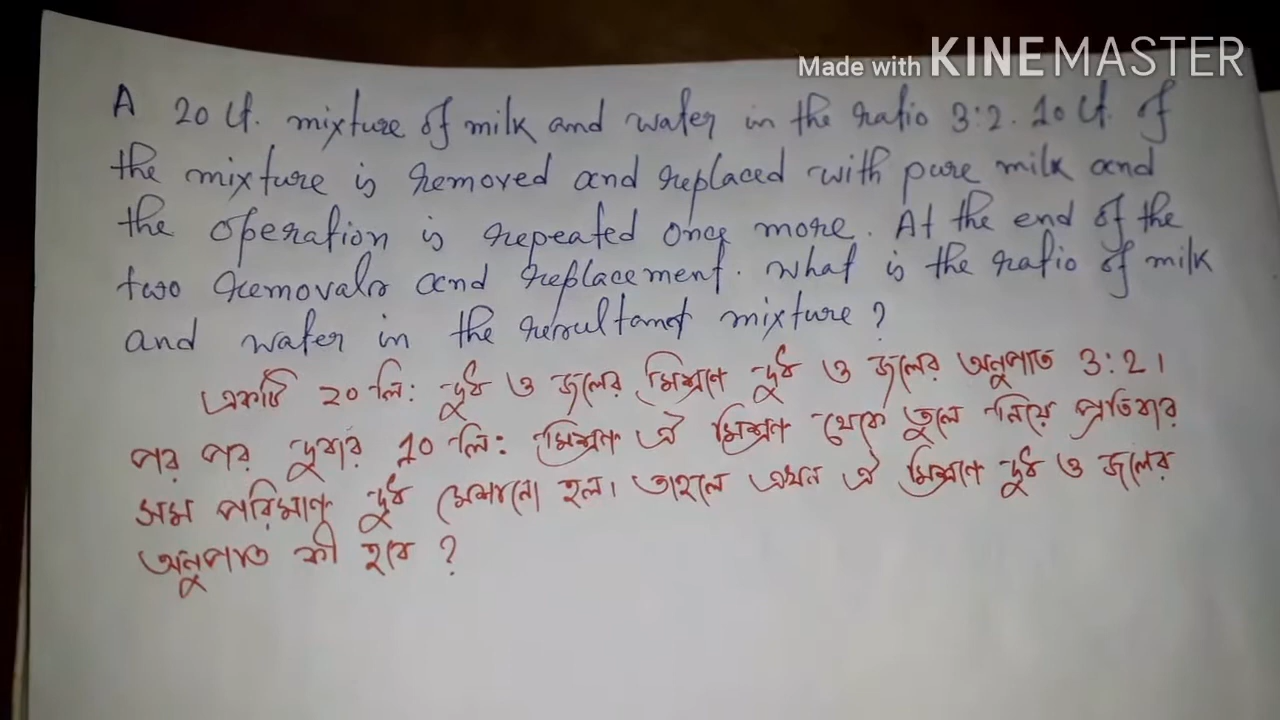 Made with KINEMASTER
A 20 lt. mixture of milk and water in the ratio 3:2. 10 lt. of
the mixture is removed and replaced with pure milk and
the operation is repeated once more. At the end of the
two removals and replacement. what is the ratio of milk
and water in the resultant mixture?
একটি 20 লি: দুধ ও জলের মিশ্রণে দুধ ও জলের অনুপাত 3:2।
পর পর দুবার 10 লি: মিশ্রণ ঐ মিশ্রণ থেকে তুলে নিয়ে প্রতিবার
সম পরিমাণ দুধ মেশানো হল। তাহলে এখন ঐ মিশ্রণে দুধ ও জলের
অনুপাত কী হবে?